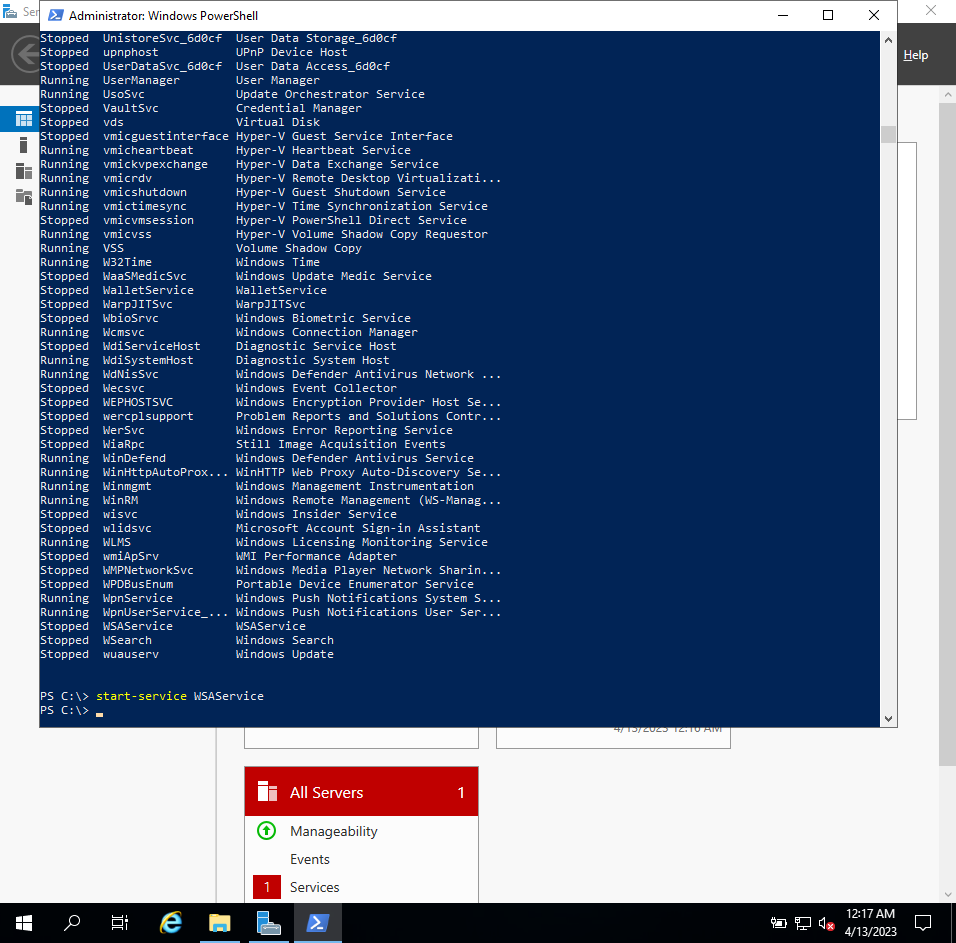 Ser
Administrator: Windows PowerShell
Help
Stopped  UnistoreSvc_6d0cf  User Data Storage_6d0cf
Stopped  upnphost           UPnP Device Host
Stopped  UserDataSvc_6d0cf  User Data Access_6d0cf
Running  UserManager        User Manager
Running  UsoSvc             Update Orchestrator Service
Stopped  VaultSvc           Credential Manager
Stopped  vds                Virtual Disk
Stopped  vmicguestinterface Hyper-V Guest Service Interface
Running  vmicheartbeat      Hyper-V Heartbeat Service
Running  vmickvpexchange    Hyper-V Data Exchange Service
Running  vmicrdv            Hyper-V Remote Desktop Virtualizati...
Running  vmicshutdown       Hyper-V Guest Shutdown Service
Running  vmictimesync       Hyper-V Time Synchronization Service
Stopped  vmicvmsession      Hyper-V PowerShell Direct Service
Running  vmicvss            Hyper-V Volume Shadow Copy Requestor
Running  VSS                Volume Shadow Copy
Running  W32Time            Windows Time
Stopped  WaaSMedicSvc       Windows Update Medic Service
Stopped  WalletService      WalletService
Stopped  WarpJITSvc         WarpJITSvc
Stopped  WbioSrvc           Windows Biometric Service
Running  Wcmsvc             Windows Connection Manager
Stopped  WdiServiceHost     Diagnostic Service Host
Running  WdiSystemHost      Diagnostic System Host
Running  WdNisSvc           Windows Defender Antivirus Network ...
Stopped  Wecsvc             Windows Event Collector
Stopped  WEPHOSTSVC         Windows Encryption Provider Host Se...
Stopped  wercplsupport      Problem Reports and Solutions Contr...
Stopped  WerSvc             Windows Error Reporting Service
Stopped  WiaRpc             Still Image Acquisition Events
Running  WinDefend          Windows Defender Antivirus Service
Running  WinHttpAutoProx... WinHTTP Web Proxy Auto-Discovery Se...
Running  Winmgmt            Windows Management Instrumentation
Running  WinRM              Windows Remote Management (WS-Manag...
Stopped  wisvc              Windows Insider Service
Stopped  wlidsvc            Microsoft Account Sign-in Assistant
Running  WLMS               Windows Licensing Monitoring Service
Stopped  wmiApSrv           WMI Performance Adapter
Stopped  WMPNetworkSvc      Windows Media Player Network Sharin...
Stopped  WPDBusEnum         Portable Device Enumerator Service
Running  WpnService         Windows Push Notifications System S...
Running  WpnUserService_... Windows Push Notifications User Ser...
Stopped  WSAService         WSAService
Stopped  WSearch            Windows Search
Stopped  wuauserv           Windows Update
PS C:\> start-service WSAService
PS C:\>
4/13/2023 12:16 AM
All Servers 1
Manageability
Events
1 Services
12:17 AM
4/13/2023